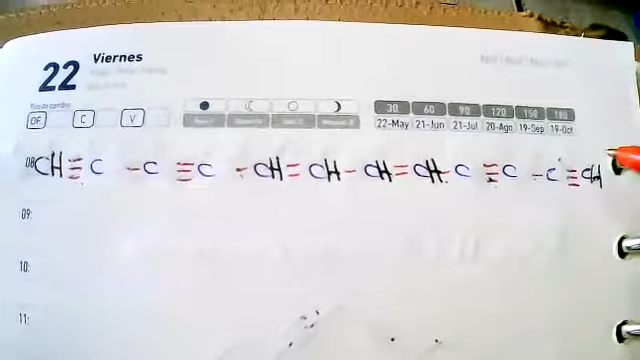 22 Viernes
OF. C V
30 60 90 120 150 180
22-May 21-Jun 21-Jul 20-Ago 19-Sep 19-Oct
08: CH≡C-C≡C-CH=CH-CH=CH-C≡C-C≡CH
09:
10:
11: